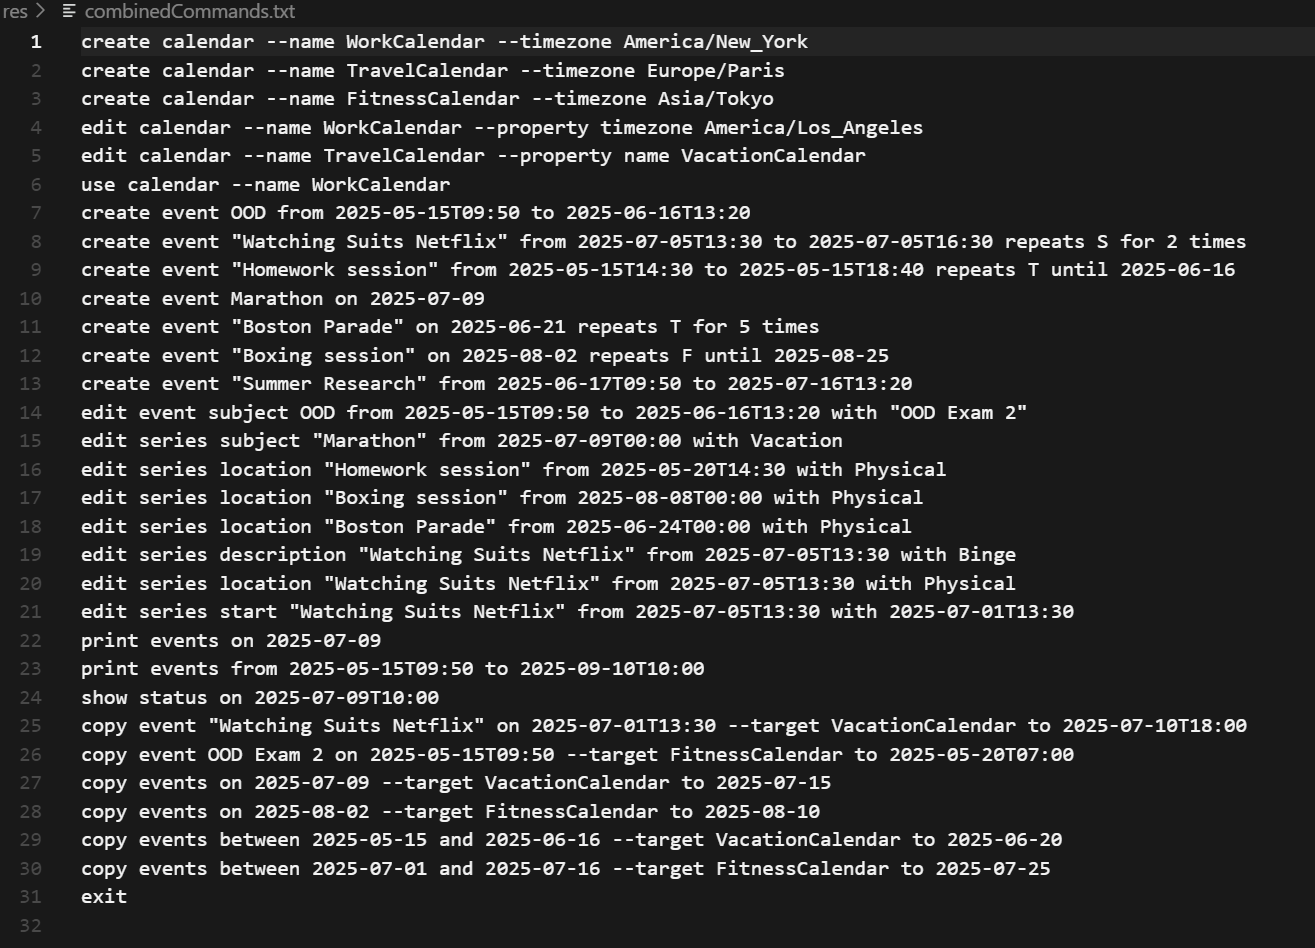 res > combinedCommands.txt
1 create calendar --name WorkCalendar --timezone America/New_York
2 create calendar --name TravelCalendar --timezone Europe/Paris
3 create calendar --name FitnessCalendar --timezone Asia/Tokyo
4 edit calendar --name WorkCalendar --property timezone America/Los_Angeles
5 edit calendar --name TravelCalendar --property name VacationCalendar
6 use calendar --name WorkCalendar
7 create event OOD from 2025-05-15T09:50 to 2025-06-16T13:20
8 create event "Watching Suits Netflix" from 2025-07-05T13:30 to 2025-07-05T16:30 repeats S for 2 times
9 create event "Homework session" from 2025-05-15T14:30 to 2025-05-15T18:40 repeats T until 2025-06-16
10 create event Marathon on 2025-07-09
11 create event "Boston Parade" on 2025-06-21 repeats T for 5 times
12 create event "Boxing session" on 2025-08-02 repeats F until 2025-08-25
13 create event "Summer Research" from 2025-06-17T09:50 to 2025-07-16T13:20
14 edit event subject OOD from 2025-05-15T09:50 to 2025-06-16T13:20 with "OOD Exam 2"
15 edit series subject "Marathon" from 2025-07-09T00:00 with Vacation
16 edit series location "Homework session" from 2025-05-20T14:30 with Physical
17 edit series location "Boxing session" from 2025-08-08T00:00 with Physical
18 edit series location "Boston Parade" from 2025-06-24T00:00 with Physical
19 edit series description "Watching Suits Netflix" from 2025-07-05T13:30 with Binge
20 edit series location "Watching Suits Netflix" from 2025-07-05T13:30 with Physical
21 edit series start "Watching Suits Netflix" from 2025-07-05T13:30 with 2025-07-01T13:30
22 print events on 2025-07-09
23 print events from 2025-05-15T09:50 to 2025-09-10T10:00
24 show status on 2025-07-09T10:00
25 copy event "Watching Suits Netflix" on 2025-07-01T13:30 --target VacationCalendar to 2025-07-10T18:00
26 copy event OOD Exam 2 on 2025-05-15T09:50 --target FitnessCalendar to 2025-05-20T07:00
27 copy events on 2025-07-09 --target VacationCalendar to 2025-07-15
28 copy events on 2025-08-02 --target FitnessCalendar to 2025-08-10
29 copy events between 2025-05-15 and 2025-06-16 --target VacationCalendar to 2025-06-20
30 copy events between 2025-07-01 and 2025-07-16 --target FitnessCalendar to 2025-07-25
31 exit
32